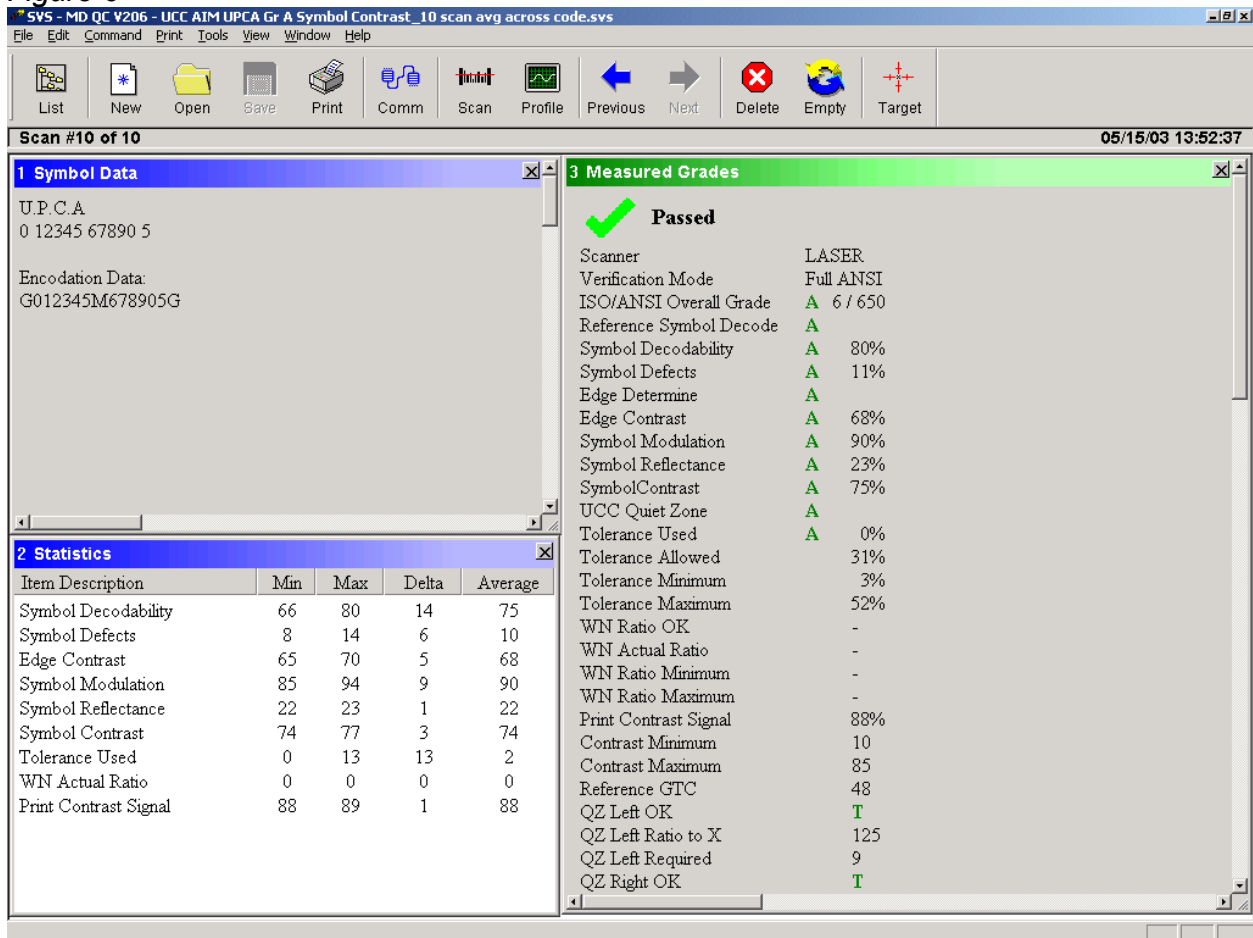 SVS - MD QC V206 - UCC AIM UPCA Gr A Symbol Contrast_10 scan avg across code.svs
File Edit Command Print Tools View Window Help
List New Open Save Print Comm Scan Profile Previous Next Delete Empty Target
Scan #10 of 10 05/15/03 13:52:37
1 Symbol Data
U.P.C.A
0 12345 67890 5
Encodation Data:
G012345M678905G
2 Statistics
Item Description Min Max Delta Average
Symbol Decodability 66 80 14 75
Symbol Defects 8 14 6 10
Edge Contrast 65 70 5 68
Symbol Modulation 85 94 9 90
Symbol Reflectance 22 23 1 22
Symbol Contrast 74 77 3 74
Tolerance Used 0 13 13 2
WN Actual Ratio 0 0 0 0
Print Contrast Signal 88 89 1 88
3 Measured Grades
Passed
Scanner LASER
Verification Mode Full ANSI
ISO/ANSI Overall Grade A 6 / 650
Reference Symbol Decode A
Symbol Decodability A 80%
Symbol Defects A 11%
Edge Determine A
Edge Contrast A 68%
Symbol Modulation A 90%
Symbol Reflectance A 23%
SymbolContrast A 75%
UCC Quiet Zone A
Tolerance Used A 0%
Tolerance Allowed 31%
Tolerance Minimum 3%
Tolerance Maximum 52%
WN Ratio OK -
WN Actual Ratio -
WN Ratio Minimum -
WN Ratio Maximum -
Print Contrast Signal 88%
Contrast Minimum 10
Contrast Maximum 85
Reference GTC 48
QZ Left OK T
QZ Left Ratio to X 125
QZ Left Required 9
QZ Right OK T